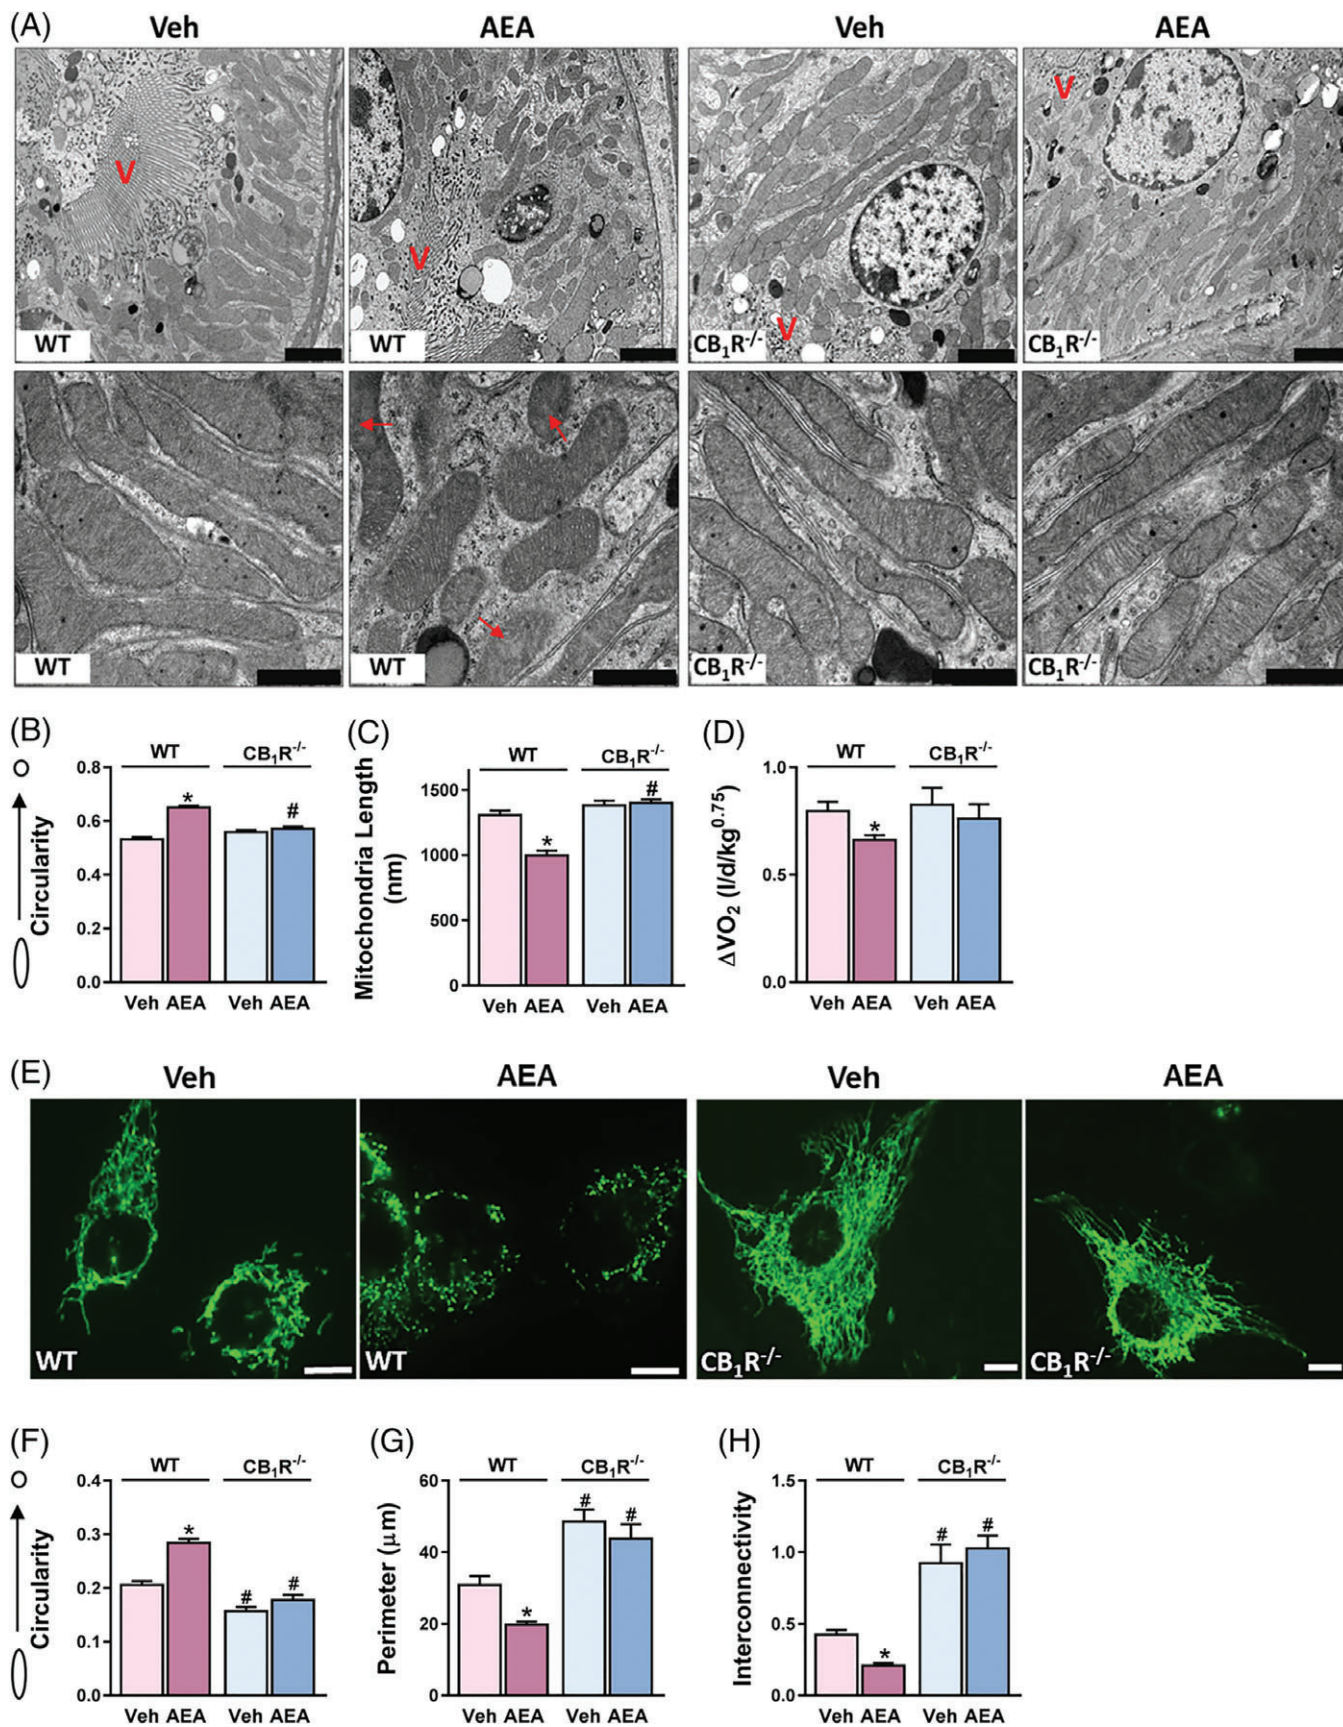 (A) Veh AEA Veh AEA
V V V V
WT WT CB₁R⁻/⁻ CB₁R⁻/⁻
WT WT CB₁R⁻/⁻ CB₁R⁻/⁻
(B)
WT CB₁R⁻/⁻
Circularity
0.8
0.6
0.4
0.2
0.0
* #
Veh AEA Veh AEA
(C)
WT CB₁R⁻/⁻
Mitochondria Length
(nm)
1500
1000
500
0
* #
Veh AEA Veh AEA
(D)
WT CB₁R⁻/⁻
ΔVO₂ (l/d/kg⁰·⁷⁵)
1.0
0.5
0.0
*
Veh AEA Veh AEA
(E) Veh AEA Veh AEA
WT WT CB₁R⁻/⁻ CB₁R⁻/⁻
(F)
WT CB₁R⁻/⁻
Circularity
0.4
0.3
0.2
0.1
0.0
* # #
Veh AEA Veh AEA
(G)
WT CB₁R⁻/⁻
Perimeter (μm)
60
40
20
0
* # #
Veh AEA Veh AEA
(H)
WT CB₁R⁻/⁻
Interconnectivity
1.5
1.0
0.5
0.0
* # #
Veh AEA Veh AEA